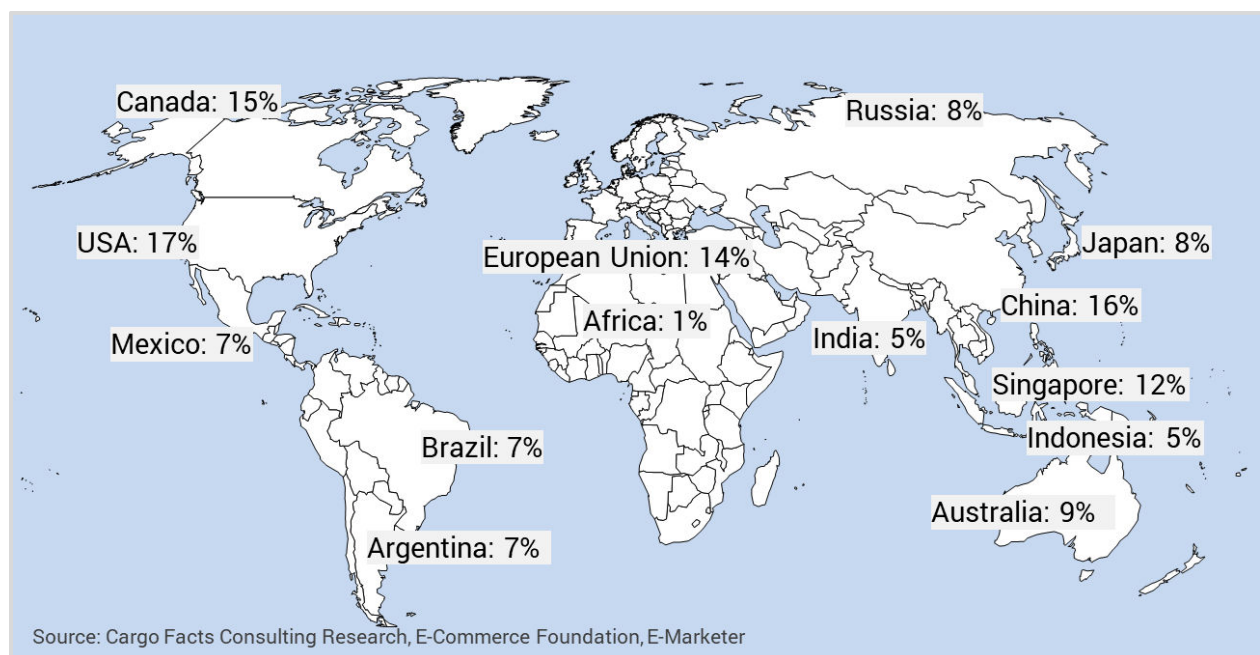 Canada: 15%
Russia: 8%
USA: 17%
European Union: 14%
Japan: 8%
China: 16%
Africa: 1%
India: 5%
Mexico: 7%
Singapore: 12%
Indonesia: 5%
Brazil: 7%
Australia: 9%
Argentina: 7%
Source: Cargo Facts Consulting Research, E-Commerce Foundation, E-Marketer